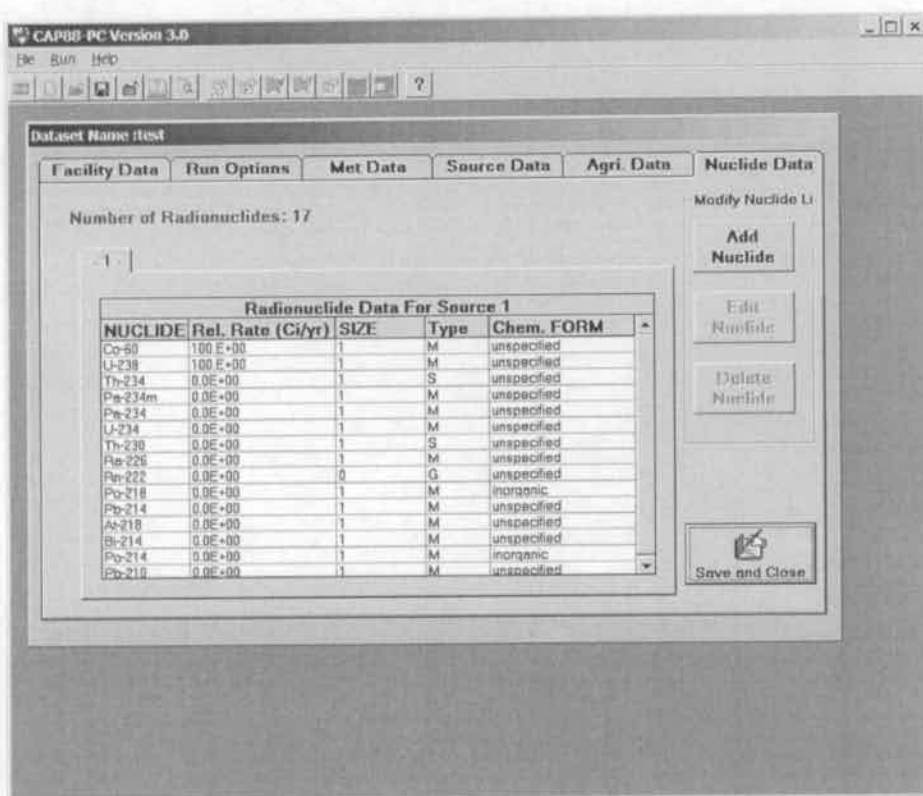 CAP88-PC Version 3.0
File Run Help
?
Dataset Name :test
Facility Data Run Options Met Data Source Data Agri. Data Nuclide Data
Modify Nuclide Li
Number of Radionuclides: 17
Add
Nuclide
- 1 -
Edit
Nuclide
Delete
Nuclide
Radionuclide Data For Source 1
NUCLIDE Rel. Rate (Ci/yr) SIZE Type Chem. FORM
Co-60 100.E+00 1 M unspecified
U-238 100.E+00 1 M unspecified
Th-234 0.0E+00 1 S unspecified
Pa-234m 0.0E+00 1 M unspecified
Pa-234 0.0E+00 1 M unspecified
U-234 0.0E+00 1 M unspecified
Th-230 0.0E+00 1 S unspecified
Ra-226 0.0E+00 1 M unspecified
Rn-222 0.0E+00 0 G unspecified
Po-218 0.0E+00 1 M inorganic
Pb-214 0.0E+00 1 M unspecified
At-218 0.0E+00 1 M unspecified
Bi-214 0.0E+00 1 M unspecified
Po-214 0.0E+00 1 M inorganic
Pb-210 0.0E+00 1 M unspecified
Save and Close